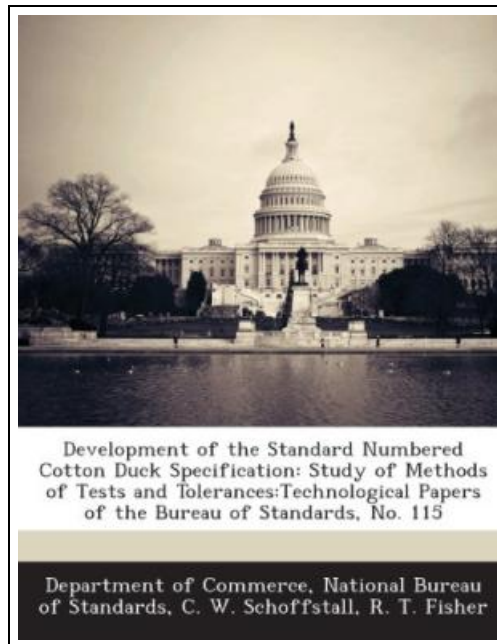 Development of the Standard Numbered
Cotton Duck Specification: Study of Methods
of Tests and Tolerances:Technological Papers
of the Bureau of Standards, No. 115
Department of Commerce, National Bureau
of Standards, C. W. Schoffstall, R. T. Fisher